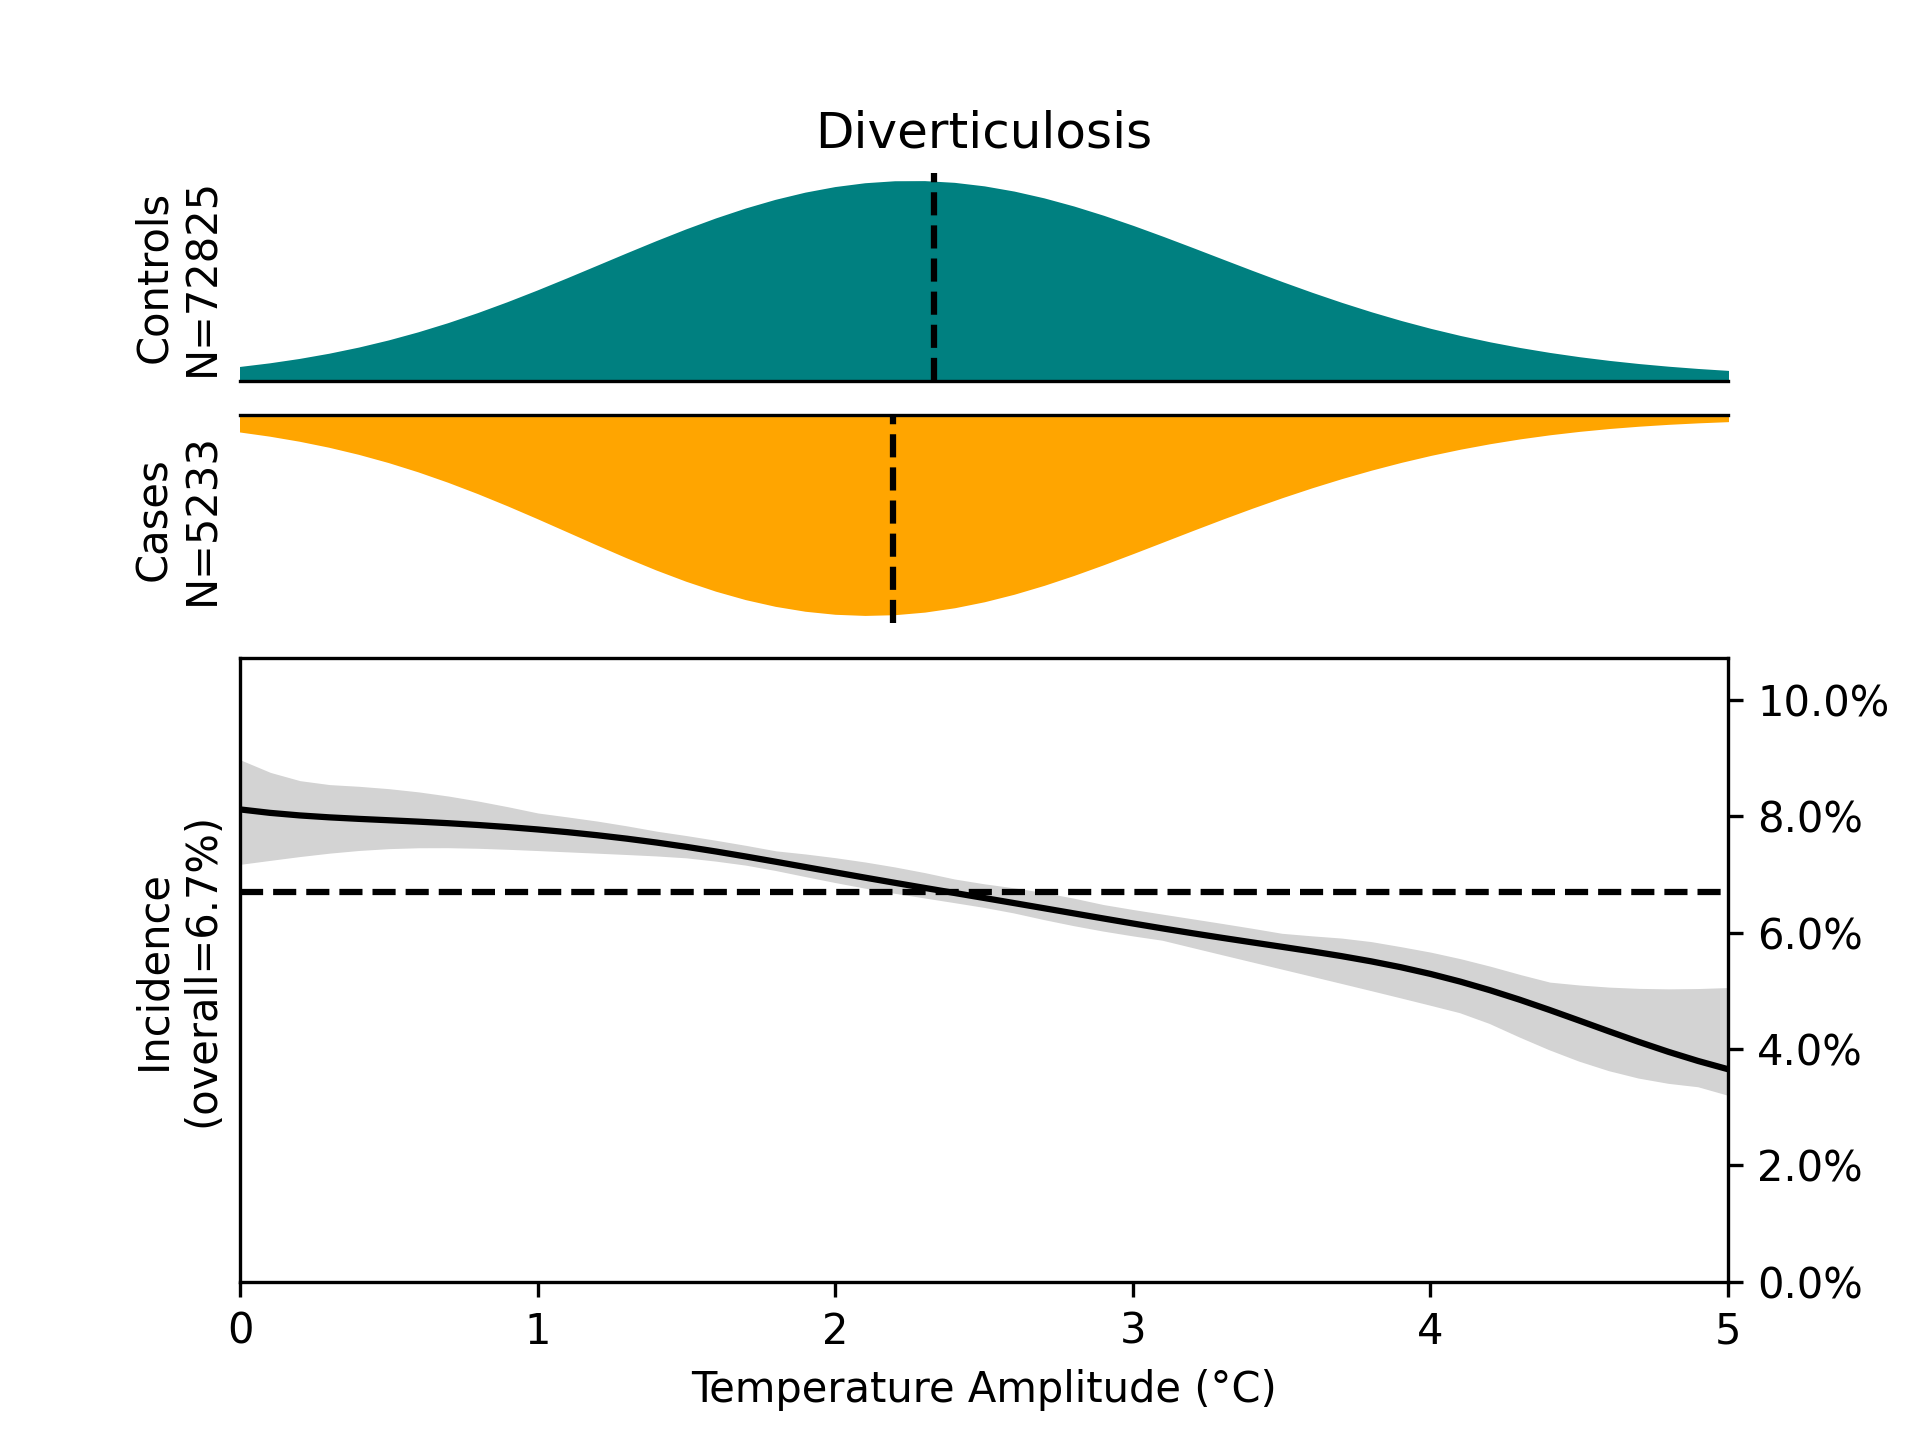 Diverticulosis
Controls
N=72825
Cases
N=5233
Incidence
(overall=6.7%)
10.0%
8.0%
6.0%
4.0%
2.0%
0.0%
0 1 2 3 4 5
Temperature Amplitude (°C)